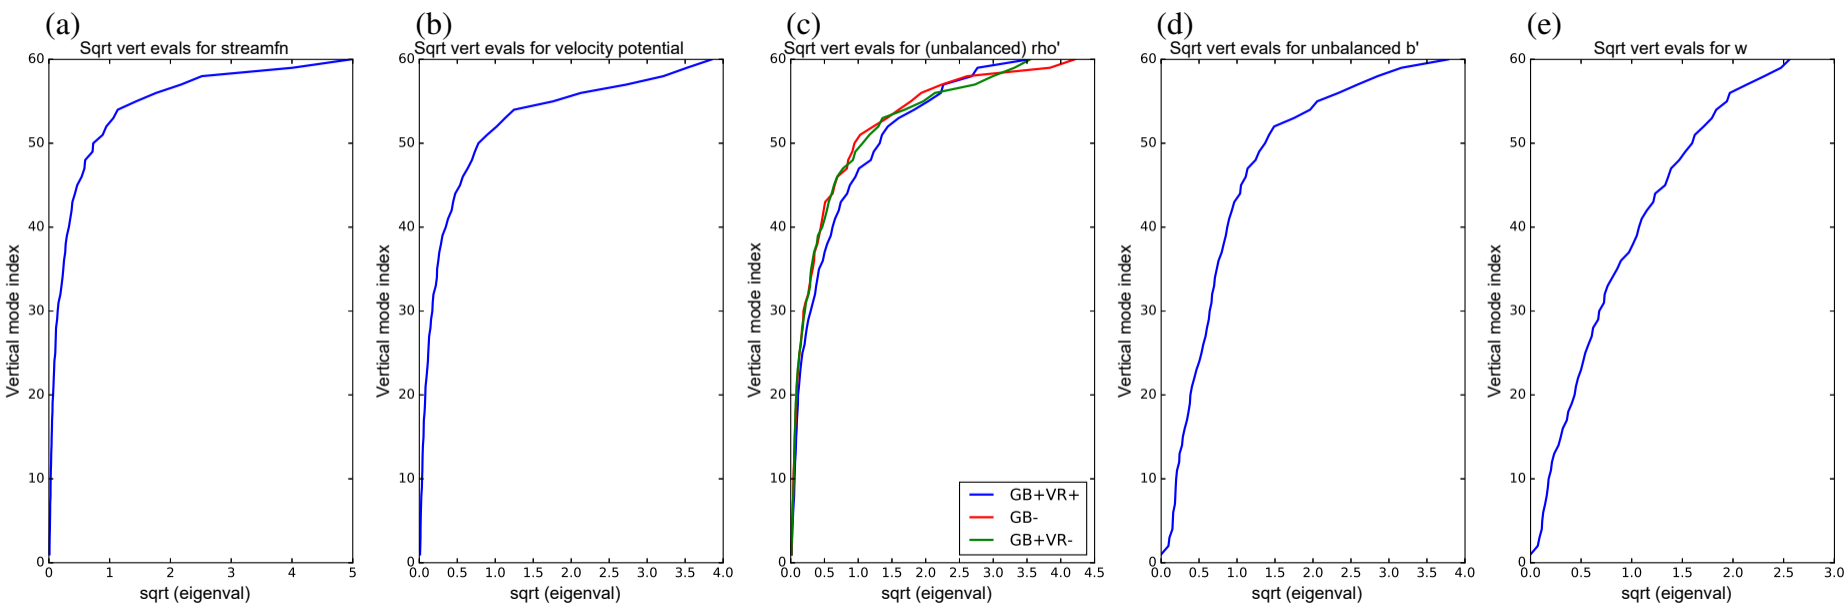 (a)
Sqrt vert evals for streamfn
60
50
40
30
20
10
0
Vertical mode index
0 1 2 3 4 5
sqrt (eigenval)
(b)
Sqrt vert evals for velocity potential
60
50
40
30
20
10
0
Vertical mode index
0.0 0.5 1.0 1.5 2.0 2.5 3.0 3.5 4.0
sqrt (eigenval)
(c)
Sqrt vert evals for (unbalanced) rho'
60
50
40
30
20
10
0
Vertical mode index
GB+VR+
GB-
GB+VR-
0.0 0.5 1.0 1.5 2.0 2.5 3.0 3.5 4.0 4.5
sqrt (eigenval)
(d)
Sqrt vert evals for unbalanced b'
60
50
40
30
20
10
0
Vertical mode index
0.0 0.5 1.0 1.5 2.0 2.5 3.0 3.5 4.0
sqrt (eigenval)
(e)
Sqrt vert evals for w
60
50
40
30
20
10
0
Vertical mode index
0.0 0.5 1.0 1.5 2.0 2.5 3.0
sqrt (eigenval)